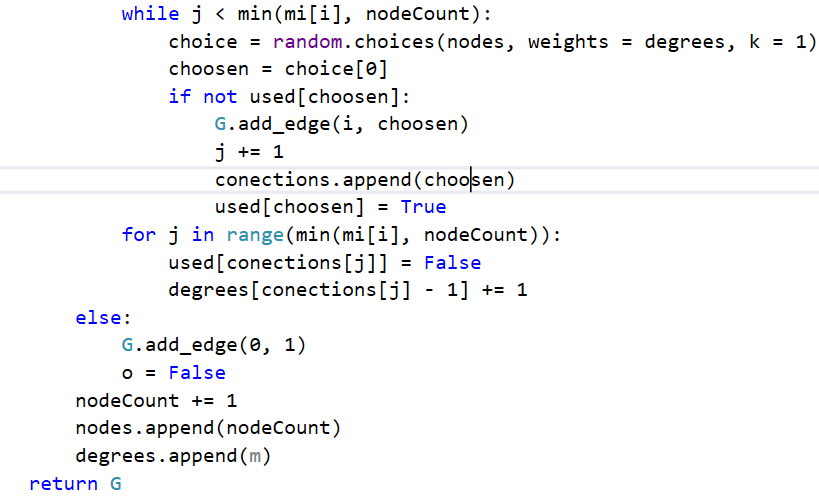 while j < min(mi[i], nodeCount):
choice = random.choices(nodes, weights = degrees, k = 1)
choosen = choice[0]
if not used[choosen]:
G.add_edge(i, choosen)
j += 1
conections.append(choosen)
used[choosen] = True
for j in range(min(mi[i], nodeCount)):
used[conections[j]] = False
degrees[conections[j] - 1] += 1
else:
G.add_edge(0, 1)
o = False
nodeCount += 1
nodes.append(nodeCount)
degrees.append(m)
return G